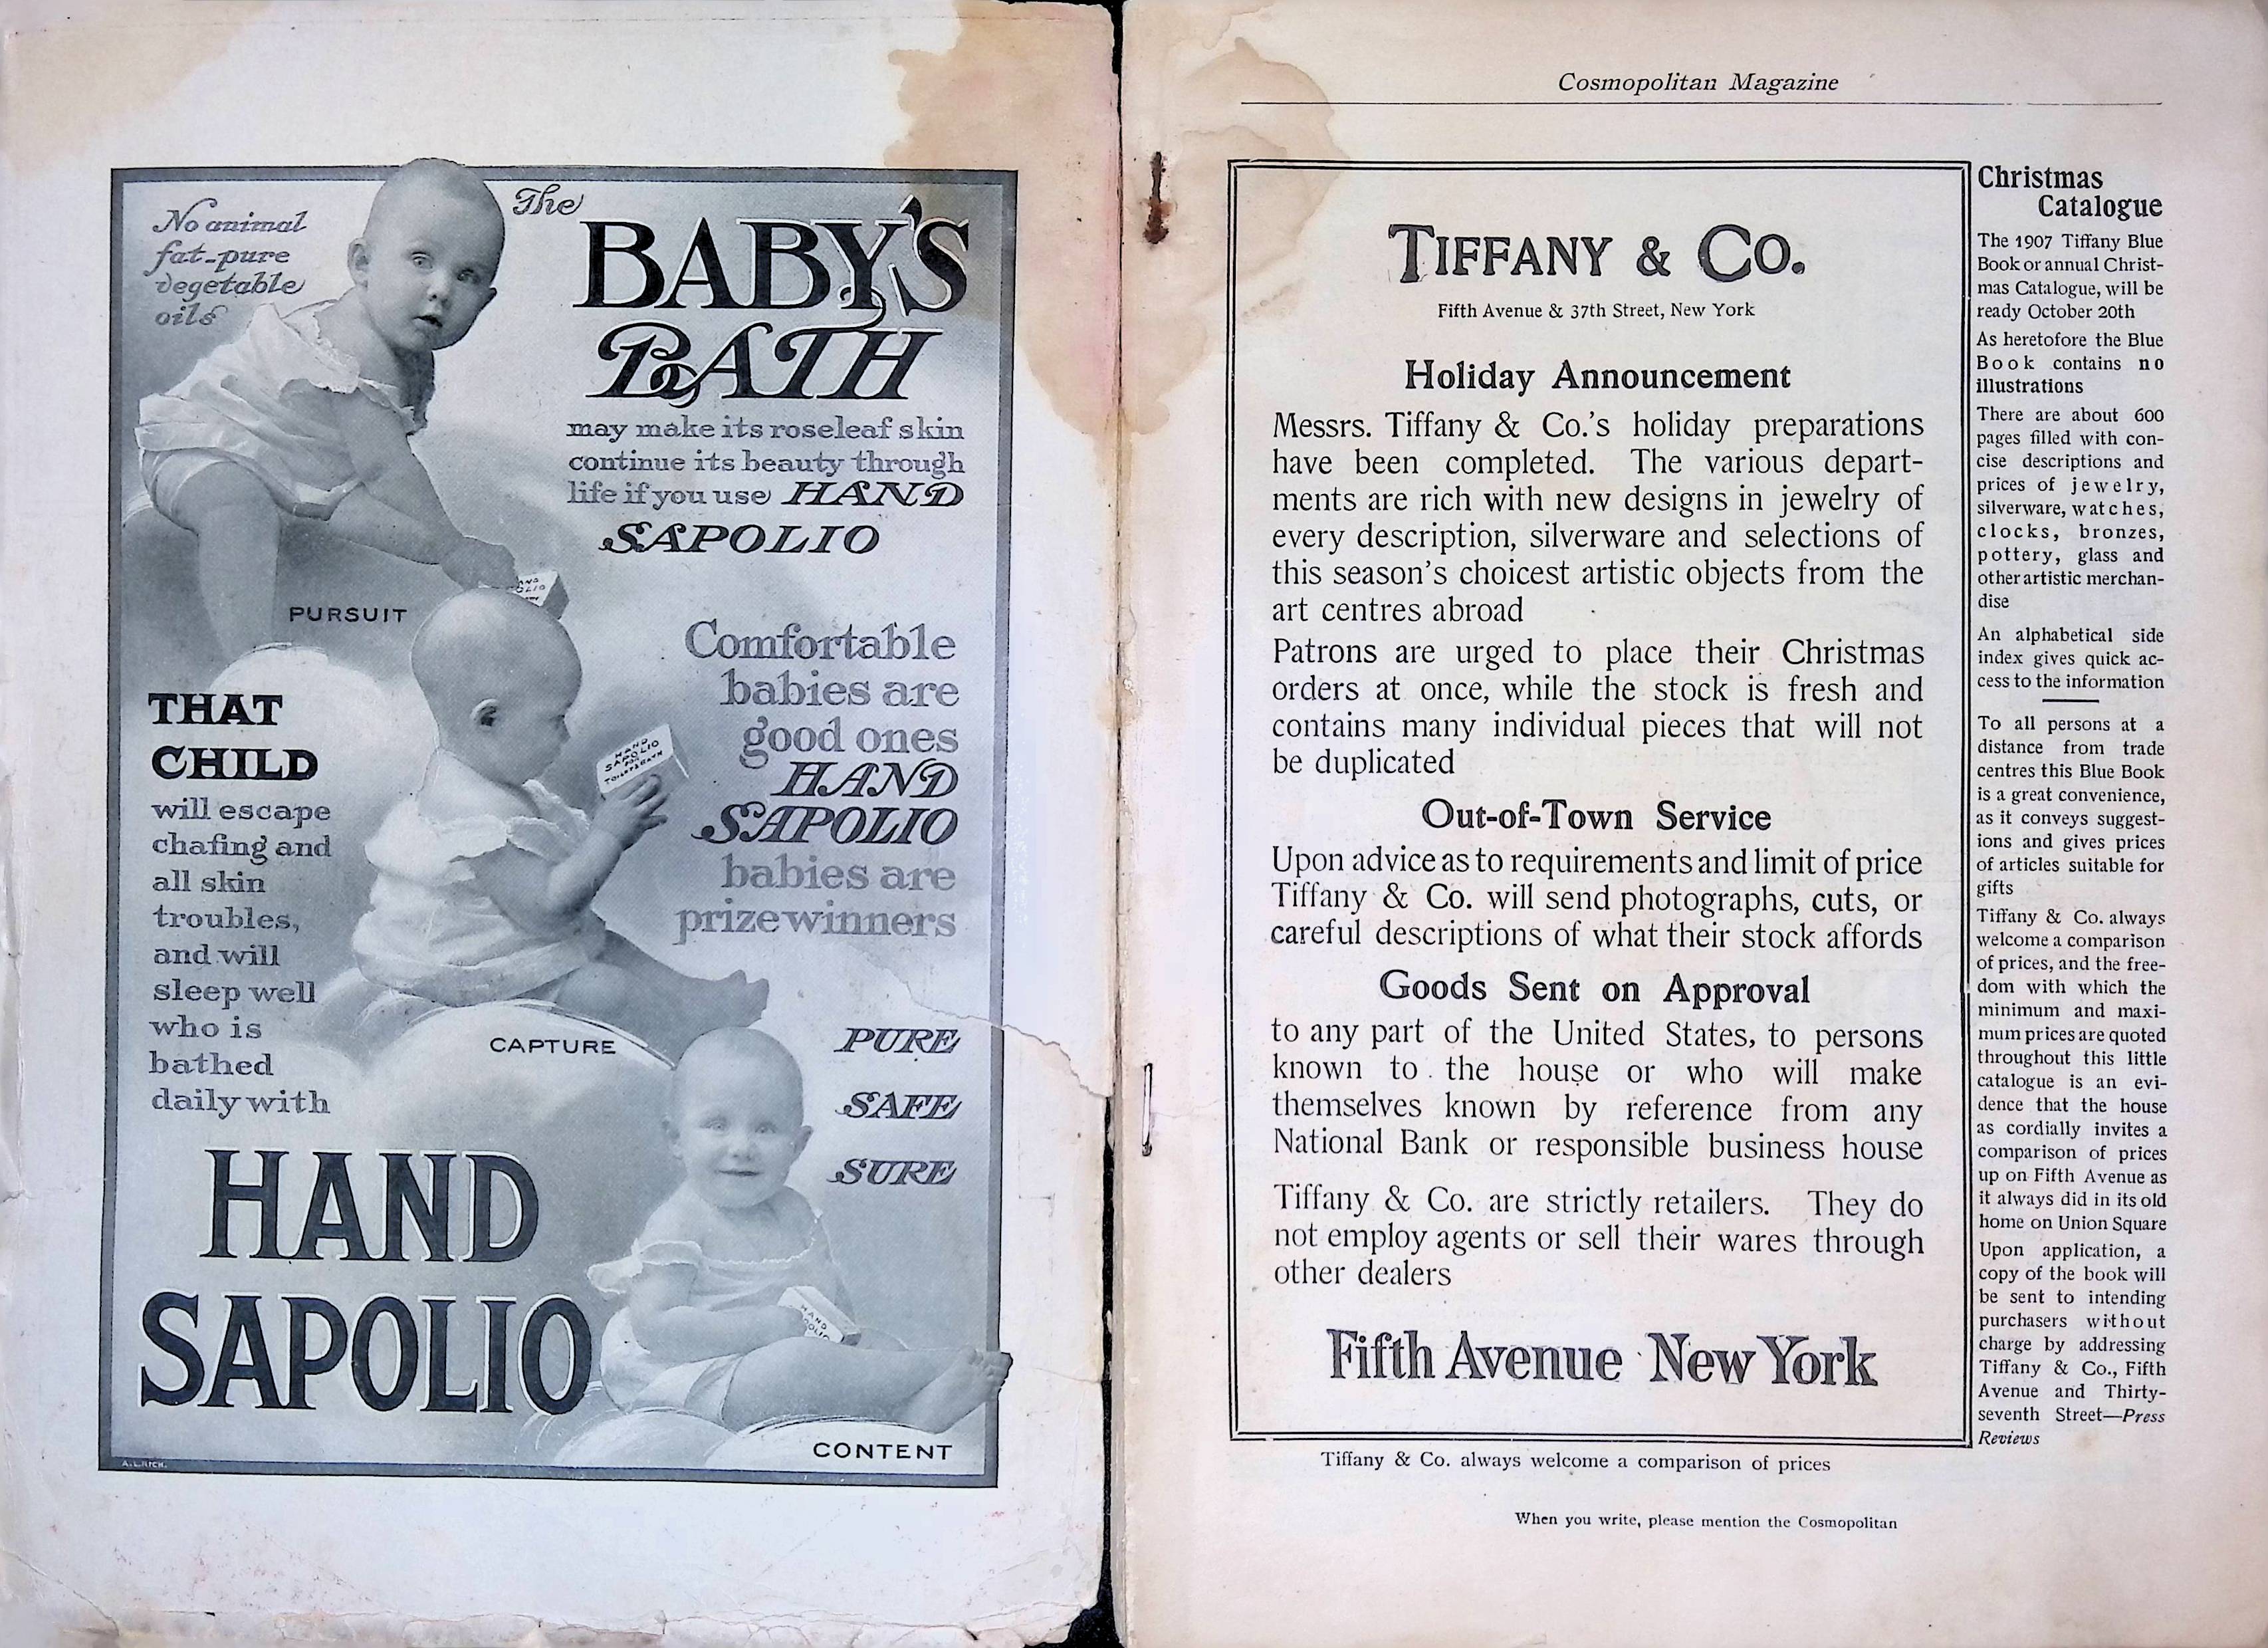 No animal
fat-pure
vegetable
oils
The
BABY'S
BATH
may make its roseleaf skin
continue its beauty through
life if you use HAND
SAPOLIO
PURSUIT
Comfortable
babies are
good ones
HAND
SAPOLIO
babies are
prizewinners
HAND
SAPOLIO
FOR
TOILET & BATH
THAT
CHILD
will escape
chafing and
all skin
troubles,
and will
sleep well
who is
bathed
daily with
CAPTURE
PURE
SAFE
SURE
HAND
SAPOLIO
HAND
CONTENT
A.L.RICH.
Cosmopolitan Magazine
TIFFANY & CO.
Fifth Avenue & 37th Street, New York
Holiday Announcement
Messrs. Tiffany & Co.'s holiday preparations
have been completed. The various depart-
ments are rich with new designs in jewelry of
every description, silverware and selections of
this season's choicest artistic objects from the
art centres abroad
Patrons are urged to place their Christmas
orders at once, while the stock is fresh and
contains many individual pieces that will not
be duplicated
Out-of-Town Service
Upon advice as to requirements and limit of price
Tiffany & Co. will send photographs, cuts, or
careful descriptions of what their stock affords
Goods Sent on Approval
to any part of the United States, to persons
known to the house or who will make
themselves known by reference from any
National Bank or responsible business house
Tiffany & Co. are strictly retailers. They do
not employ agents or sell their wares through
other dealers
Fifth Avenue New York
Tiffany & Co. always welcome a comparison of prices
Christmas
Catalogue
The 1907 Tiffany Blue
Book or annual Christ-
mas Catalogue, will be
ready October 20th
As heretofore the Blue
Book contains no
illustrations
There are about 600
pages filled with con-
cise descriptions and
prices of jewelry,
silverware, watches,
clocks, bronzes,
pottery, glass and
other artistic merchan-
dise
An alphabetical side
index gives quick ac-
cess to the information
To all persons at a
distance from trade
centres this Blue Book
is a great convenience,
as it conveys suggest-
ions and gives prices
of articles suitable for
gifts
Tiffany & Co. always
welcome a comparison
of prices, and the free-
dom with which the
minimum and maxi-
mum prices are quoted
throughout this little
catalogue is an evi-
dence that the house
as cordially invites a
comparison of prices
up on Fifth Avenue as
it always did in its old
home on Union Square
Upon application, a
copy of the book will
be sent to intending
purchasers without
charge by addressing
Tiffany & Co., Fifth
Avenue and Thirty-
seventh Street—Press
Reviews
When you write, please mention the Cosmopolitan